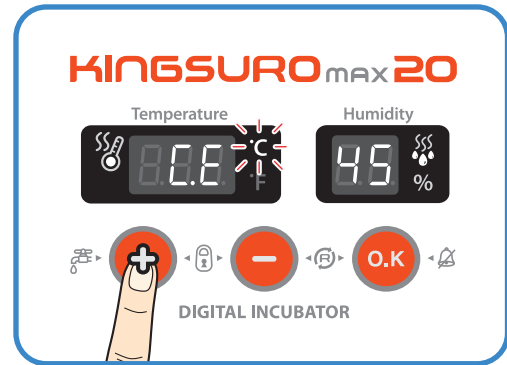 KINGSURO MAX 20
Temperature Humidity
C.E °C °F 45 %
+ - R O.K
DIGITAL INCUBATOR